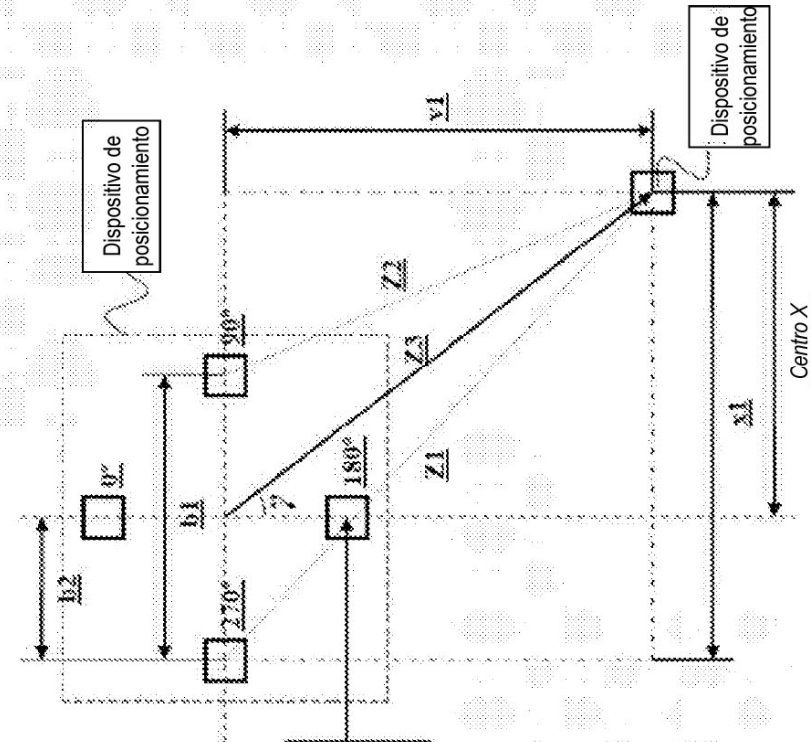 Dispositivo de
posicionamiento
Dispositivo de
posicionamiento
y1
Z2
90°
Z3
0°
b1
γ
180°
Z1
b2
270°
x1
Centro X